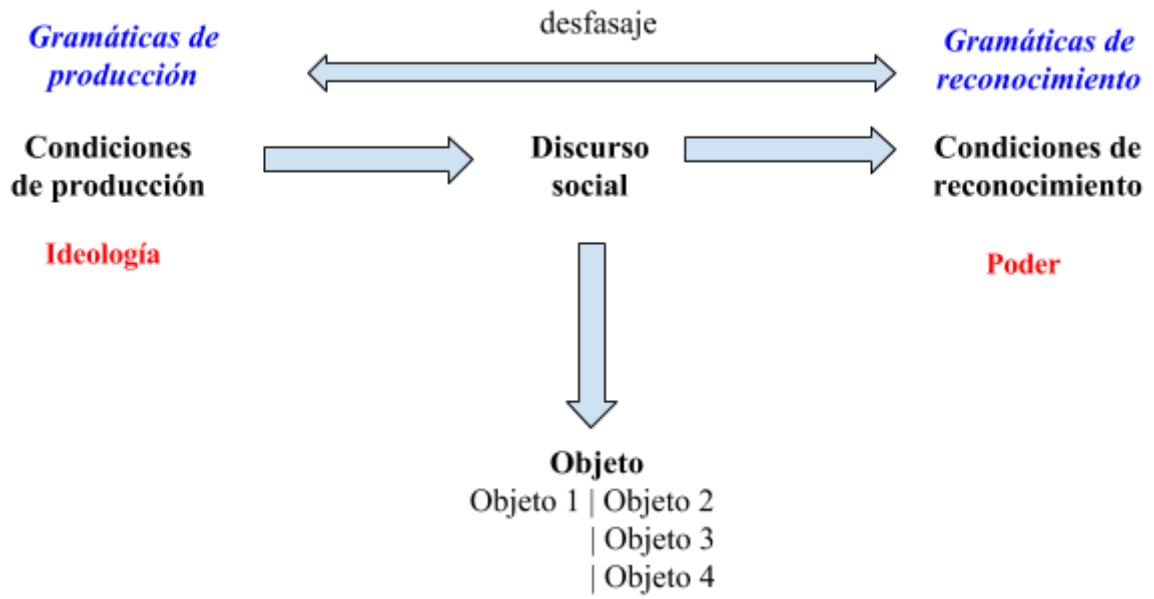 desfasaje
Gramáticas de
producción
Gramáticas de
reconocimiento
Condiciones
de producción
Discurso
social
Condiciones de
reconocimiento
Ideología
Poder
Objeto
Objeto 1 | Objeto 2
| Objeto 3
| Objeto 4